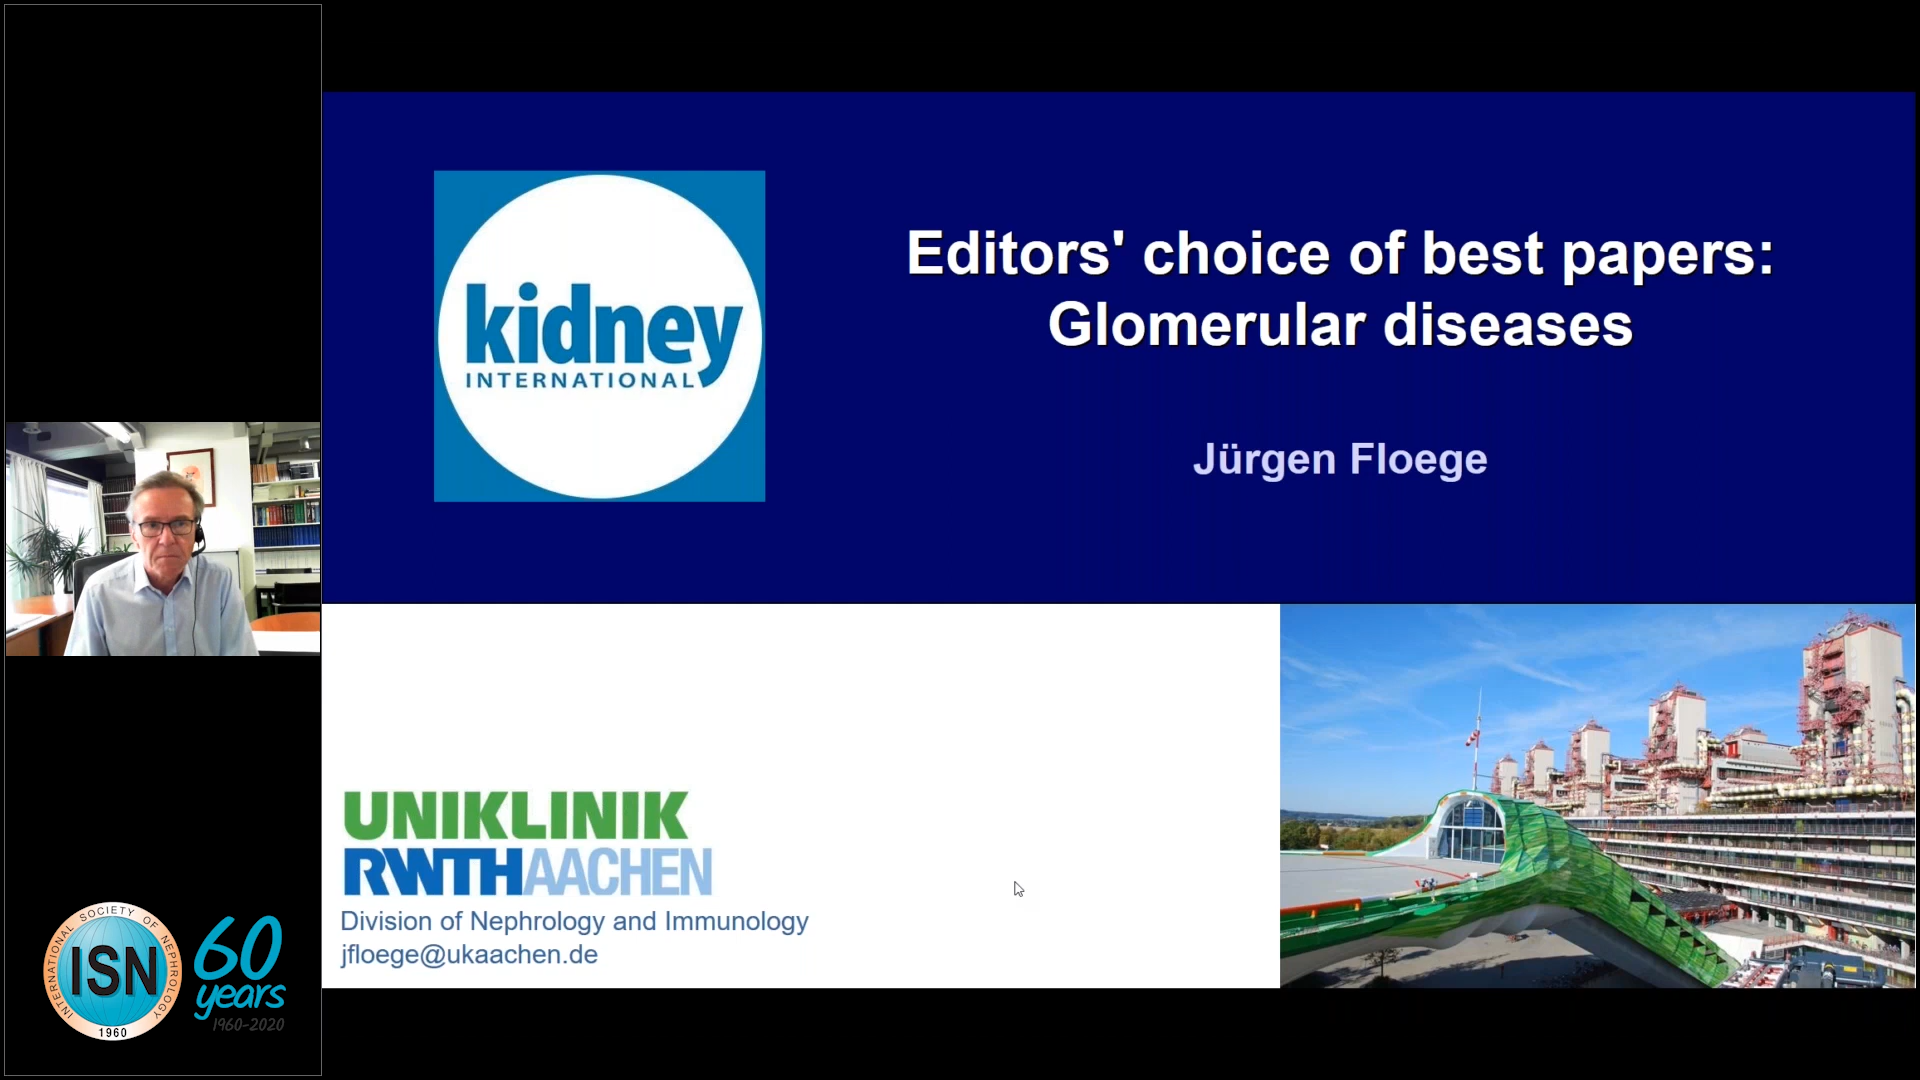 kidney
INTERNATIONAL
Editors' choice of best papers:
Glomerular diseases
Jürgen Floege
UNIKLINIK
RWTHAACHEN
Division of Nephrology and Immunology
jfloege@ukaachen.de
INTERNATIONAL SOCIETY OF NEPHROLOGY
ISN
1960
60
years
1960-2020